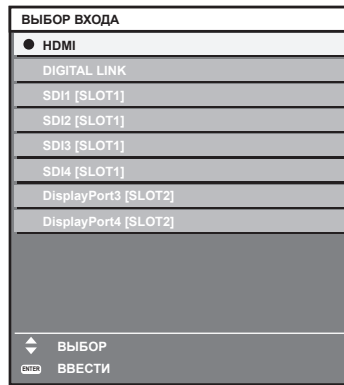 ВЫБОР ВХОДА
HDMI
DIGITAL LINK
SDI1 [SLOT1]
SDI2 [SLOT1]
SDI3 [SLOT1]
SDI4 [SLOT1]
DisplayPort3 [SLOT2]
DisplayPort4 [SLOT2]
ВЫБОР
ENTER ВВЕСТИ